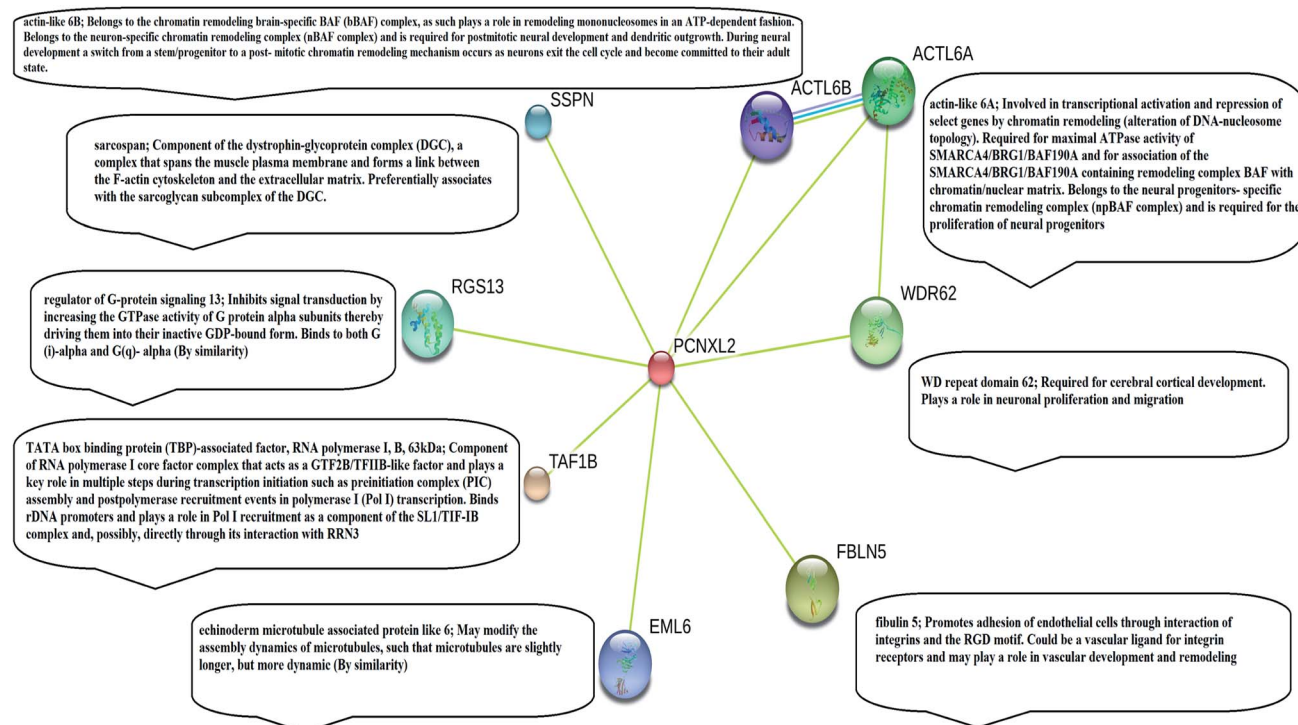 actin-like 6B; Belongs to the chromatin remodeling brain-specific BAF (bBAF) complex, as such plays a role in remodeling mononucleosomes in an ATP-dependent fashion.
Belongs to the neuron-specific chromatin remodeling complex (nBAF complex) and is required for postmitotic neural development and dendritic outgrowth. During
neural development a switch from a stem/progenitor to a post- mitotic chromatin remodeling mechanism occurs as neurons exit the cell cycle and become committed to their adult
state.
SSPN
ACTL6B
ACTL6A
sarcospan; Component of the dystrophin-glycoprotein complex (DGC), a
complex that spans the muscle plasma membrane and forms a link between
the F-actin cytoskeleton and the extracellular matrix. Preferentially associates
with the sarcoglycan subcomplex of the DGC.
actin-like 6A; Involved in transcriptional activation and repression of
select genes by chromatin remodeling (alteration of DNA-nucleosome
topology). Required for maximal ATPase activity of
SMARCA4/BRG1/BAF190A and for association of the
SMARCA4/BRG1/BAF190A containing remodeling complex BAF with
chromatin/nuclear matrix. Belongs to the neural progenitors- specific
chromatin remodeling complex (npBAF complex) and is required for the
proliferation of neural progenitors
regulator of G-protein signaling 13; Inhibits signal transduction by
increasing the GTPase activity of G protein alpha subunits thereby
driving them into their inactive GDP-bound form. Binds to both G
(i)-alpha and G(q)- alpha (By similarity)
RGS13
WDR62
PCNXL2
WD repeat domain 62; Required for cerebral cortical development.
Plays a role in neuronal proliferation and migration
TATA box binding protein (TBP)-associated factor, RNA polymerase I, B, 63kDa; Component
of RNA polymerase I core factor complex that acts as a GTF2B/TFIIB-like factor and plays a
key role in multiple steps during transcription initiation such as preinitiation complex (PIC)
assembly and postpolymerase recruitment events in polymerase I (Pol I) transcription. Binds
rDNA promoters and plays a role in Pol I recruitment as a component of the SL1/TIF-IB
complex and, possibly, directly through its interaction with RRN3
TAF1B
FBLN5
echinoderm microtubule associated protein like 6; May modify the
assembly dynamics of microtubules, such that microtubules are slightly
longer, but more dynamic (By similarity)
EML6
fibulin 5; Promotes adhesion of endothelial cells through interaction of
integrins and the RGD motif. Could be a vascular ligand for integrin
receptors and may play a role in vascular development and remodeling